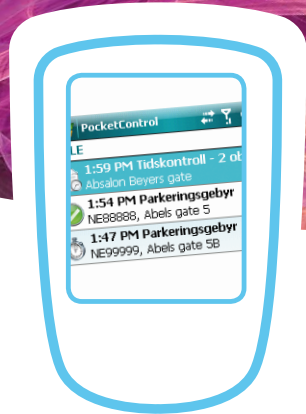 PocketControl
LE
1:59 PM Tidskontroll - 2 ob
Absalon Beyers gate
1:54 PM Parkeringsgebyr
NE88888, Abels gate 5
1:47 PM Parkeringsgebyr
NE99999, Abels gate 5B